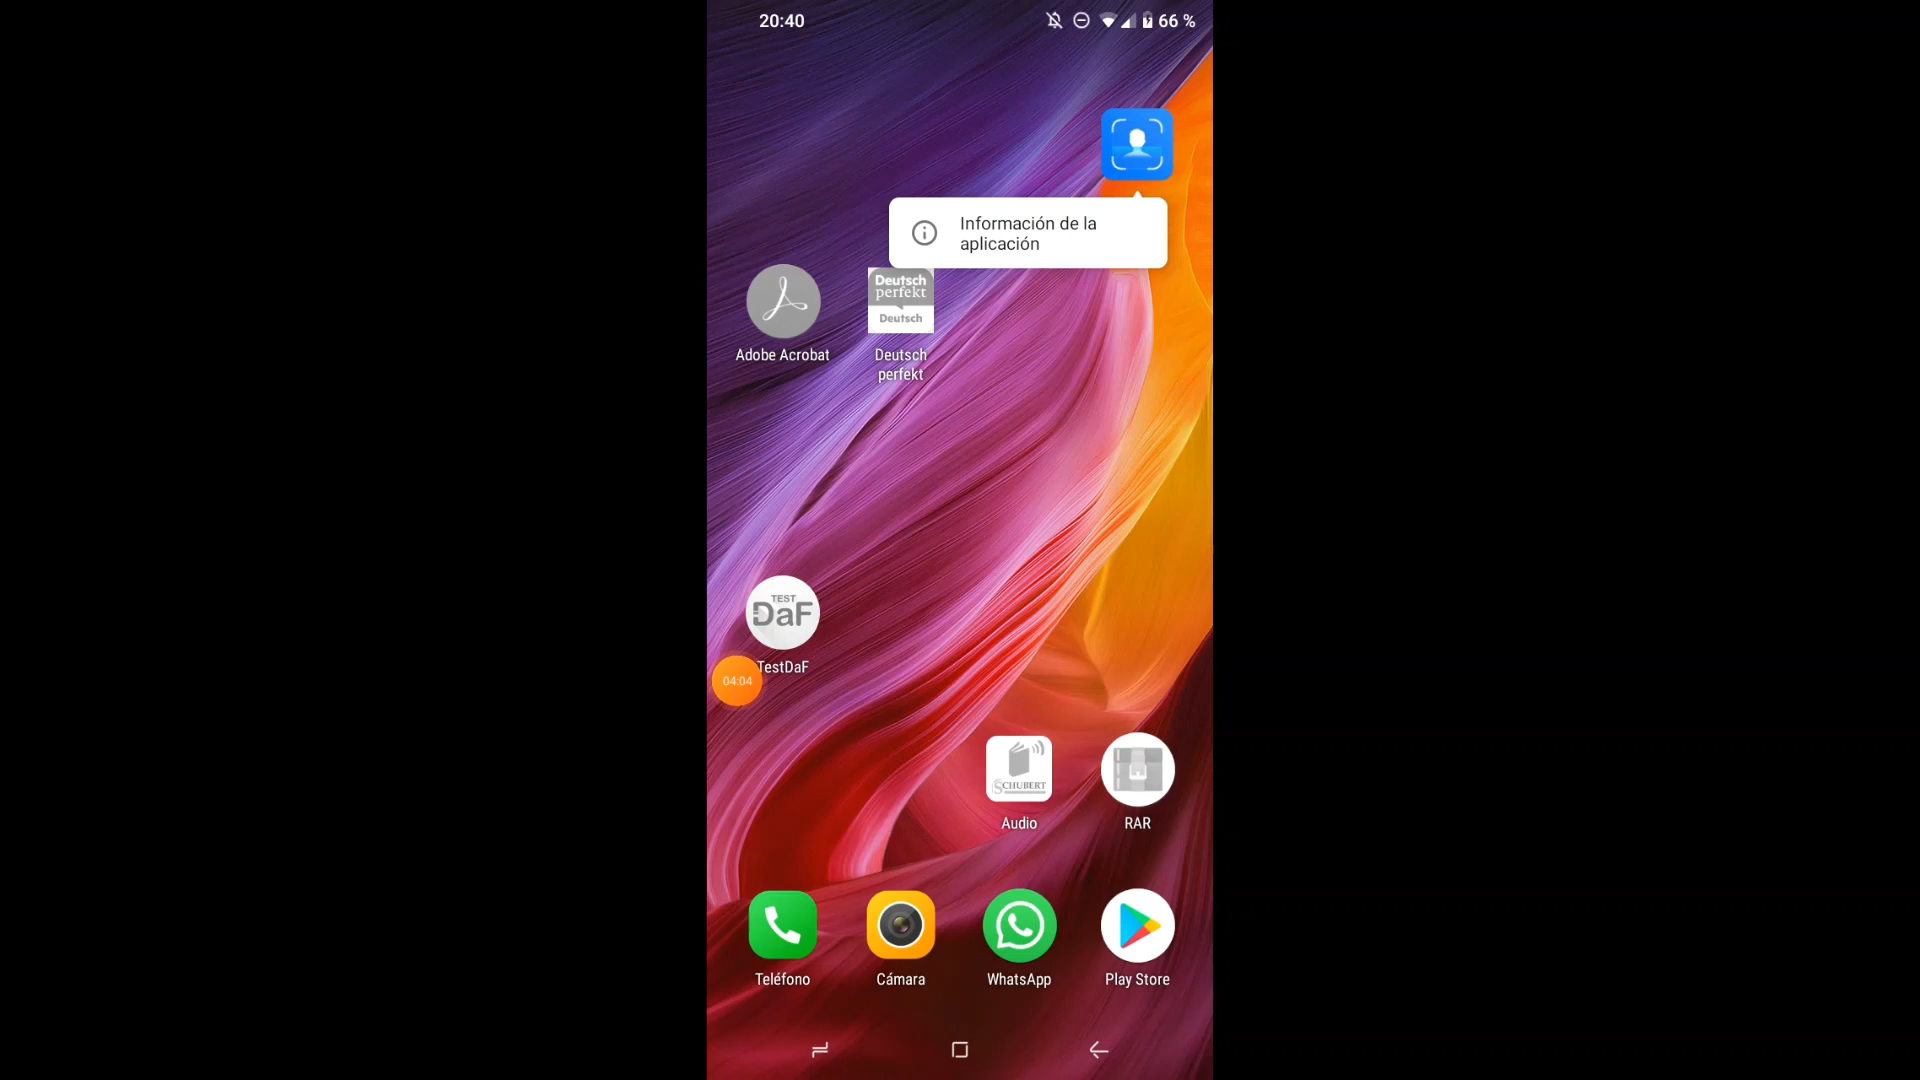 20:40
66 %
Información de la
aplicación
Deutsch
perfekt
Deutsch
Adobe Acrobat
Deutsch
perfekt
TEST
DaF
TestDaF
04:04
SCHUBERT
Audio
RAR
Teléfono
Cámara
WhatsApp
Play Store